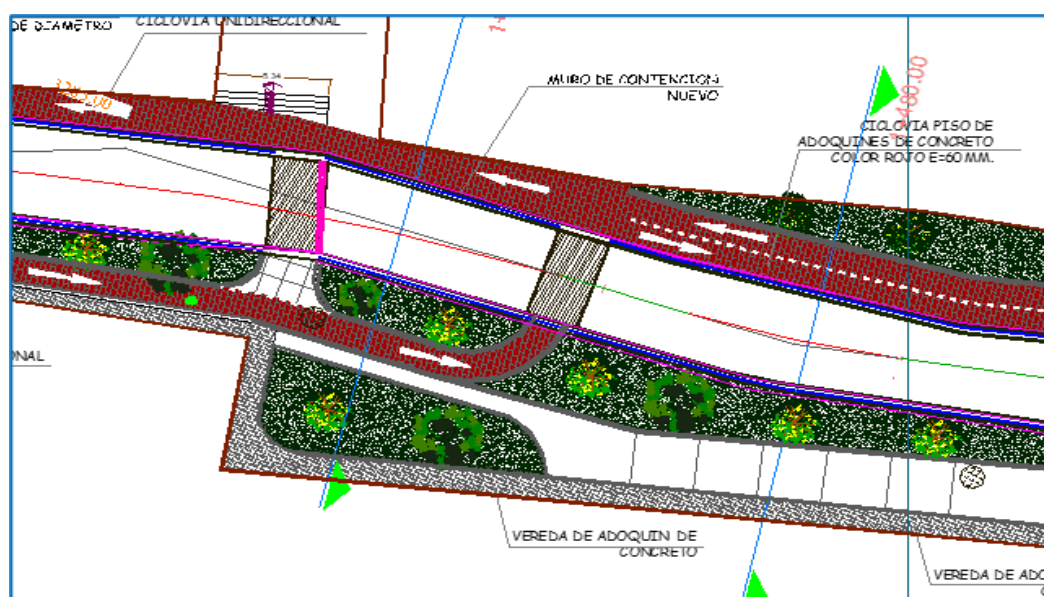 DE DIAMETRO
CICLOVIA UNIDIRECCIONAL
MURO DE CONTENCION
NUEVO
CICLOVIA PISO DE
ADOQUINES DE CONCRETO
COLOR ROJO E=60 MM.
ONAL
VEREDA DE ADOQUIN DE
CONCRETO
VEREDA DE ADO